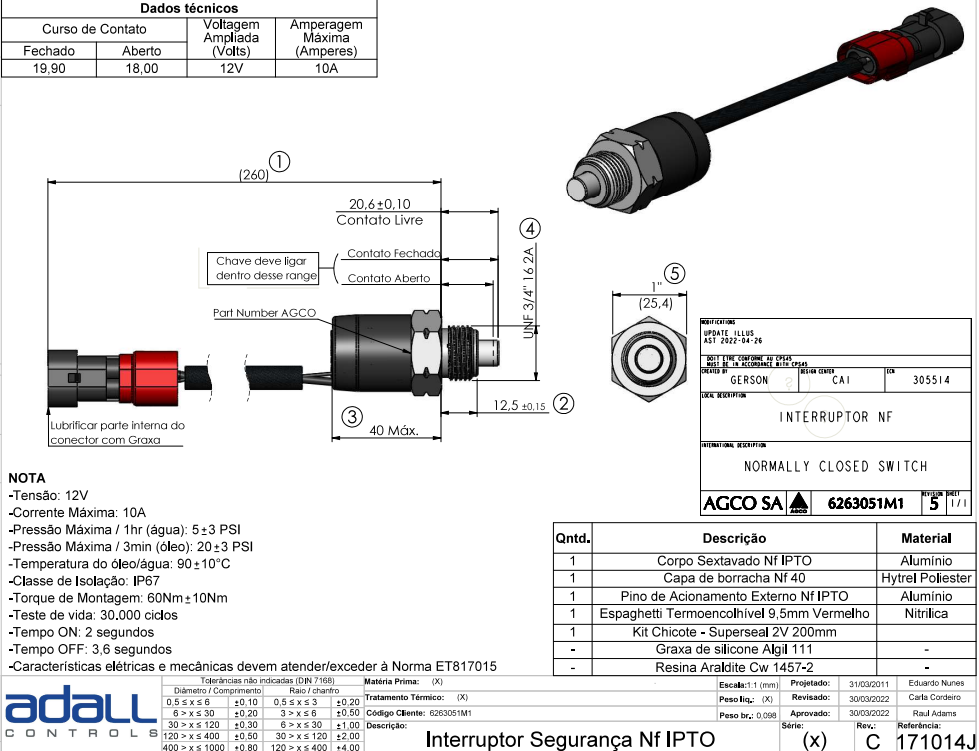 Dados técnicos
Curso de Contato
Voltagem Ampliada (Volts)
Amperagem Máxima (Amperes)
Fechado Aberto
19,90 18,00 12V 10A
1
(260)
20,6±0,10
Contato Livre
4
Chave deve ligar dentro desse range
Contato Fechado
Contato Aberto
UNF 3/4" 16 2A
5
1"
(25,4)
Part Number AGCO
12,5 ±0,15 2
3
40 Máx.
Lubrificar parte interna do
conector com Graxa
MODIFICATIONS
UPDATE ILLUS
AST 2022-04-26
DOIT ETRE CONFORME AU CPS45
MUST BE IN ACCORDANCE WITH CPS45
CREATED BY GERSON DESIGN CENTER CAI ECN 305514
LOCAL DESCRIPTION
INTERRUPTOR NF
INTERNATIONAL DESCRIPTION
NORMALLY CLOSED SWITCH
AGCO SA AGCO 6263051M1 REVISION 5 SHEET 1/1
NOTA
-Tensão: 12V
-Corrente Máxima: 10A
-Pressão Máxima / 1hr (água): 5±3 PSI
-Pressão Máxima / 3min (óleo): 20±3 PSI
-Temperatura do óleo/água: 90±10°C
-Classe de Isolação: IP67
-Torque de Montagem: 60Nm±10Nm
-Teste de vida: 30.000 ciclos
-Tempo ON: 2 segundos
-Tempo OFF: 3,6 segundos
-Características elétricas e mecânicas devem atender/exceder à Norma ET817015
Qntd. Descrição Material
1 Corpo Sextavado Nf IPTO Alumínio
1 Capa de borracha Nf 40 Hytrel Poliester
1 Pino de Acionamento Externo Nf IPTO Alumínio
1 Espaghetti Termoencolhível 9,5mm Vermelho Nitrilica
1 Kit Chicote - Superseal 2V 200mm
- Graxa de silicone Algil 111 -
- Resina Araldite Cw 1457-2 -
adall
CONTROLS
Tolerâncias não indicadas (DIN 7168)
Diâmetro / Comprimento Raio / chanfro
0,5 ≤ x ≤ 6 ±0,10 0,5 ≤ x ≤ 3 ±0,20
6 > x ≤ 30 ±0,20 3 > x ≤ 6 ±0,50
30 > x ≤ 120 ±0,30 6 > x ≤ 30 ±1,00
120 > x ≤ 400 ±0,50 30 > x ≤ 120 ±2,00
400 > x ≤ 1000 ±0,80 120 > x ≤ 400 ±4,00
Matéria Prima: (X)
Tratamento Térmico: (X)
Código Cliente: 6263051M1
Descrição:
Interruptor Segurança Nf IPTO
Escala:1:1 (mm) Projetado: 31/03/2011 Eduardo Nunes
Peso liq,: (X) Revisado: 30/03/2022 Carla Cordeiro
Peso br,: 0,098 Aprovado: 30/03/2022 Raul Adams
Série: (x) Rev.: C Referência: 171014J